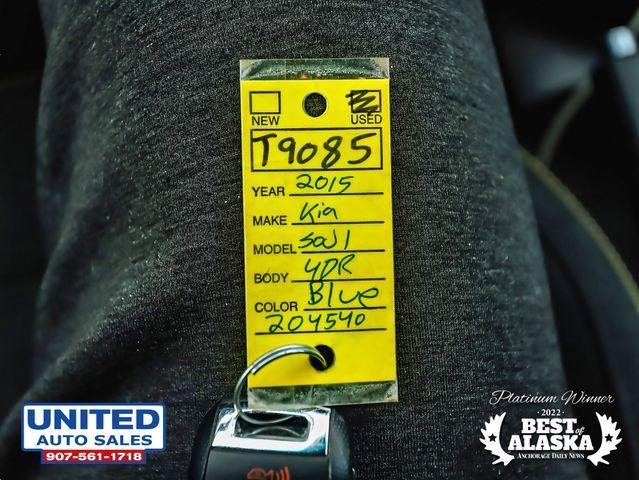 NEW USED
T9085
YEAR 2015
MAKE Kia
MODEL SOUl
BODY 4DR
COLOR Blue
204540
UNITED
AUTO SALES
907-561-1718
Platinum Winner
· 2022 ·
BEST of
ALASKA
ANCHORAGE DAILY NEWS